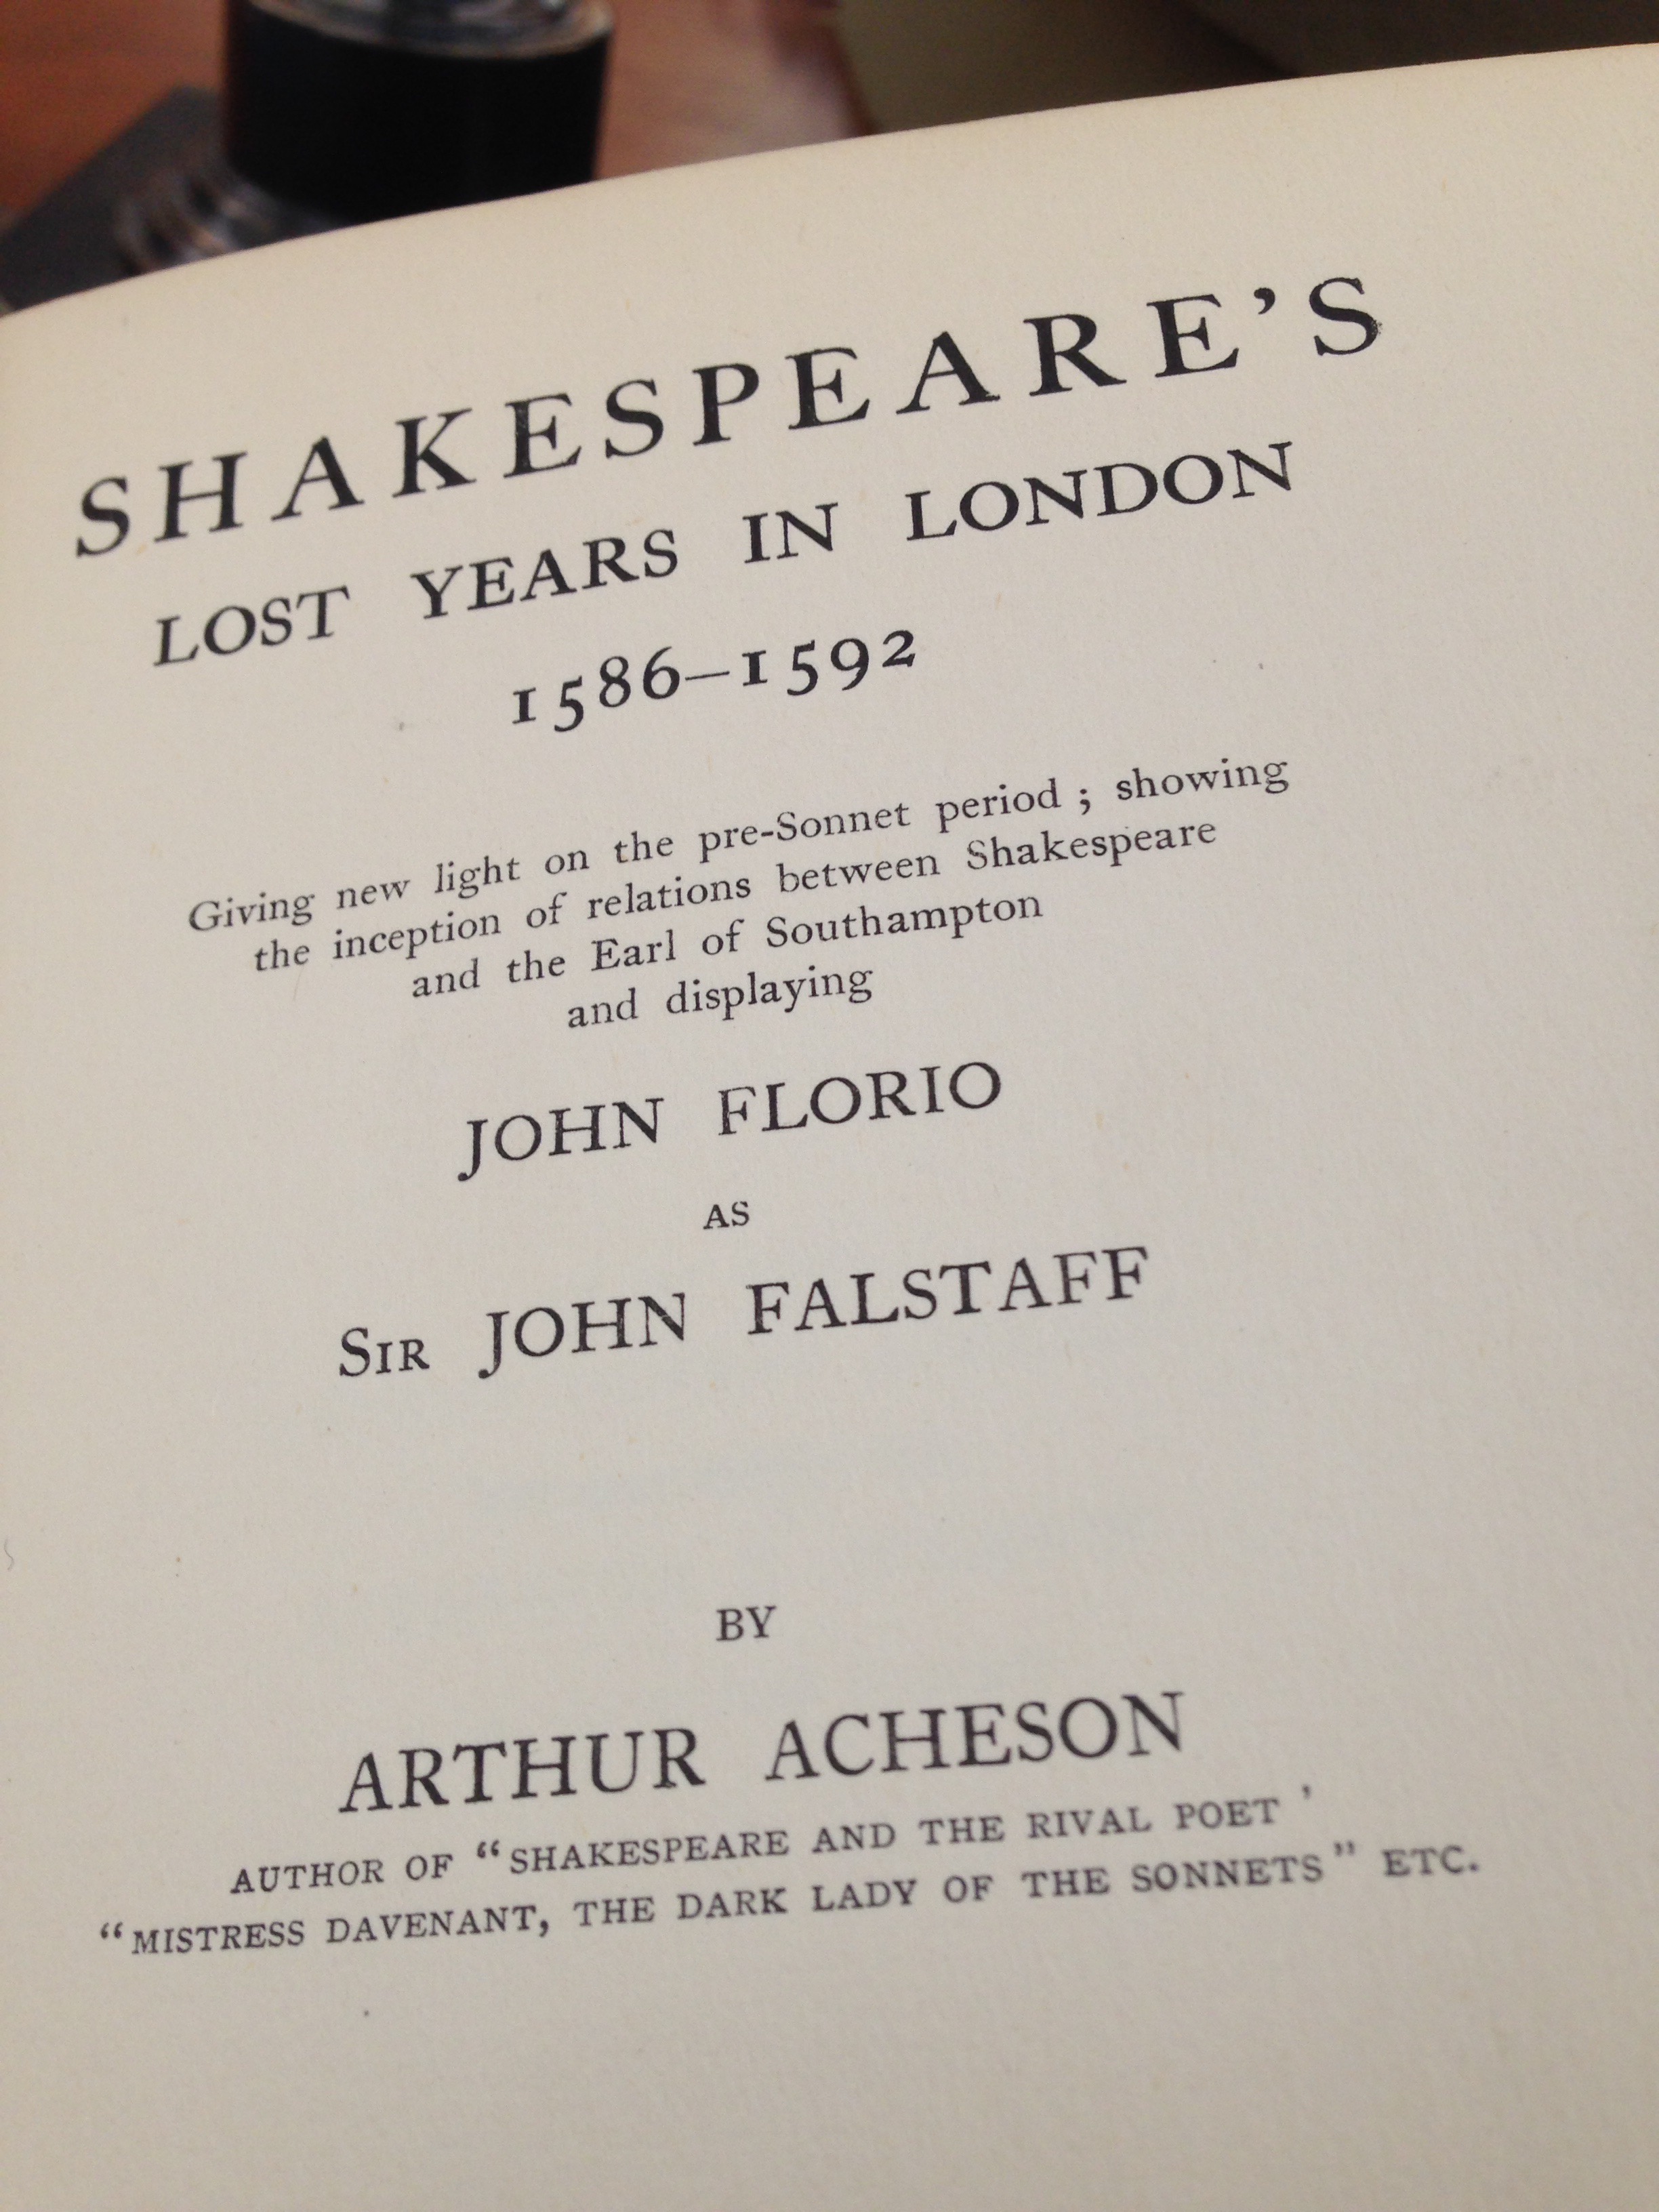 SHAKESPEARE'S
LOST YEARS IN LONDON
1586–1592
Giving new light on the pre-Sonnet period ; showing
the inception of relations between Shakespeare
and the Earl of Southampton
and displaying
JOHN FLORIO
AS
SIR JOHN FALSTAFF
BY
ARTHUR ACHESON
AUTHOR OF “SHAKESPEARE AND THE RIVAL POET '
“MISTRESS DAVENANT, THE DARK LADY OF THE SONNETS” ETC.